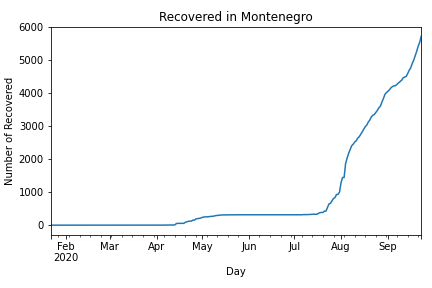 Recovered in Montenegro
Number of Recovered
6000
5000
4000
3000
2000
1000
0
Feb Mar Apr May Jun Jul Aug Sep
2020
Day